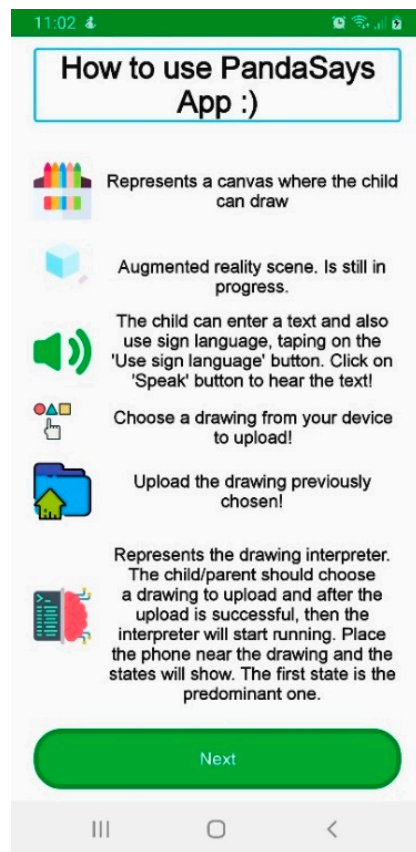 11:02
How to use PandaSays
App :)
Represents a canvas where the child
can draw
Augmented reality scene. Is still in
progress.
The child can enter a text and also
use sign language, taping on the
'Use sign language' button. Click on
'Speak' button to hear the text!
Choose a drawing from your device
to upload!
Upload the drawing previously
chosen!
Represents the drawing interpreter.
The child/parent should choose
a drawing to upload and after the
upload is successful, then the
interpreter will start running. Place
the phone near the drawing and the
states will show. The first state is the
predominant one.
Next